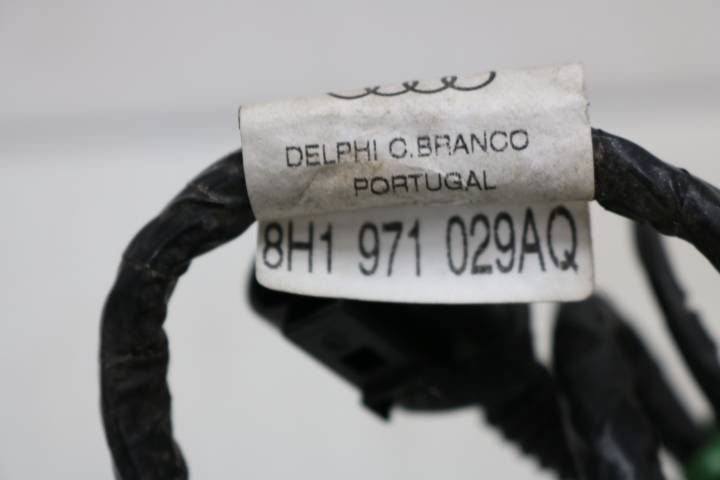 DELPHI C.BRANCO
PORTUGAL
8H1 971 029AQ